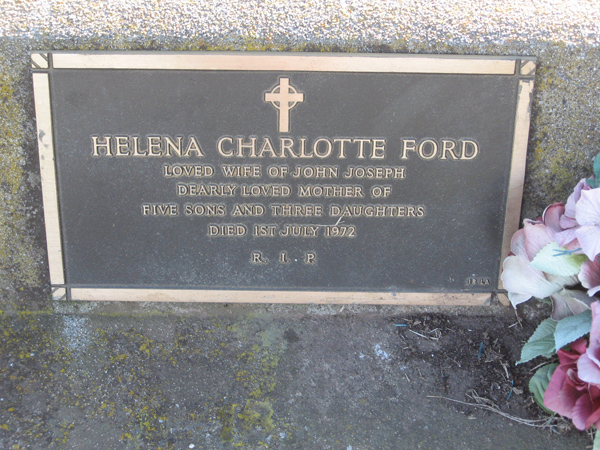 HELENA CHARLOTTE FORD
LOVED WIFE OF JOHN JOSEPH
DEARLY LOVED MOTHER OF
FIVE SONS AND THREE DAUGHTERS
DIED 1ST JULY 1972
R. I. P.